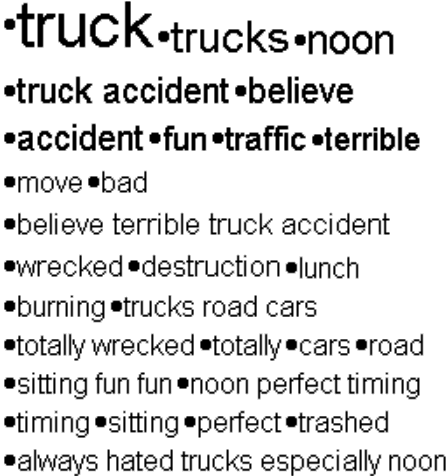 •truck •trucks •noon
•truck accident •believe
•accident •fun •traffic •terrible
•move •bad
•believe terrible truck accident
•wrecked •destruction •lunch
•burning •trucks road cars
•totally wrecked •totally •cars •road
•sitting fun fun •noon perfect timing
•timing •sitting •perfect •trashed
•always hated trucks especially noon